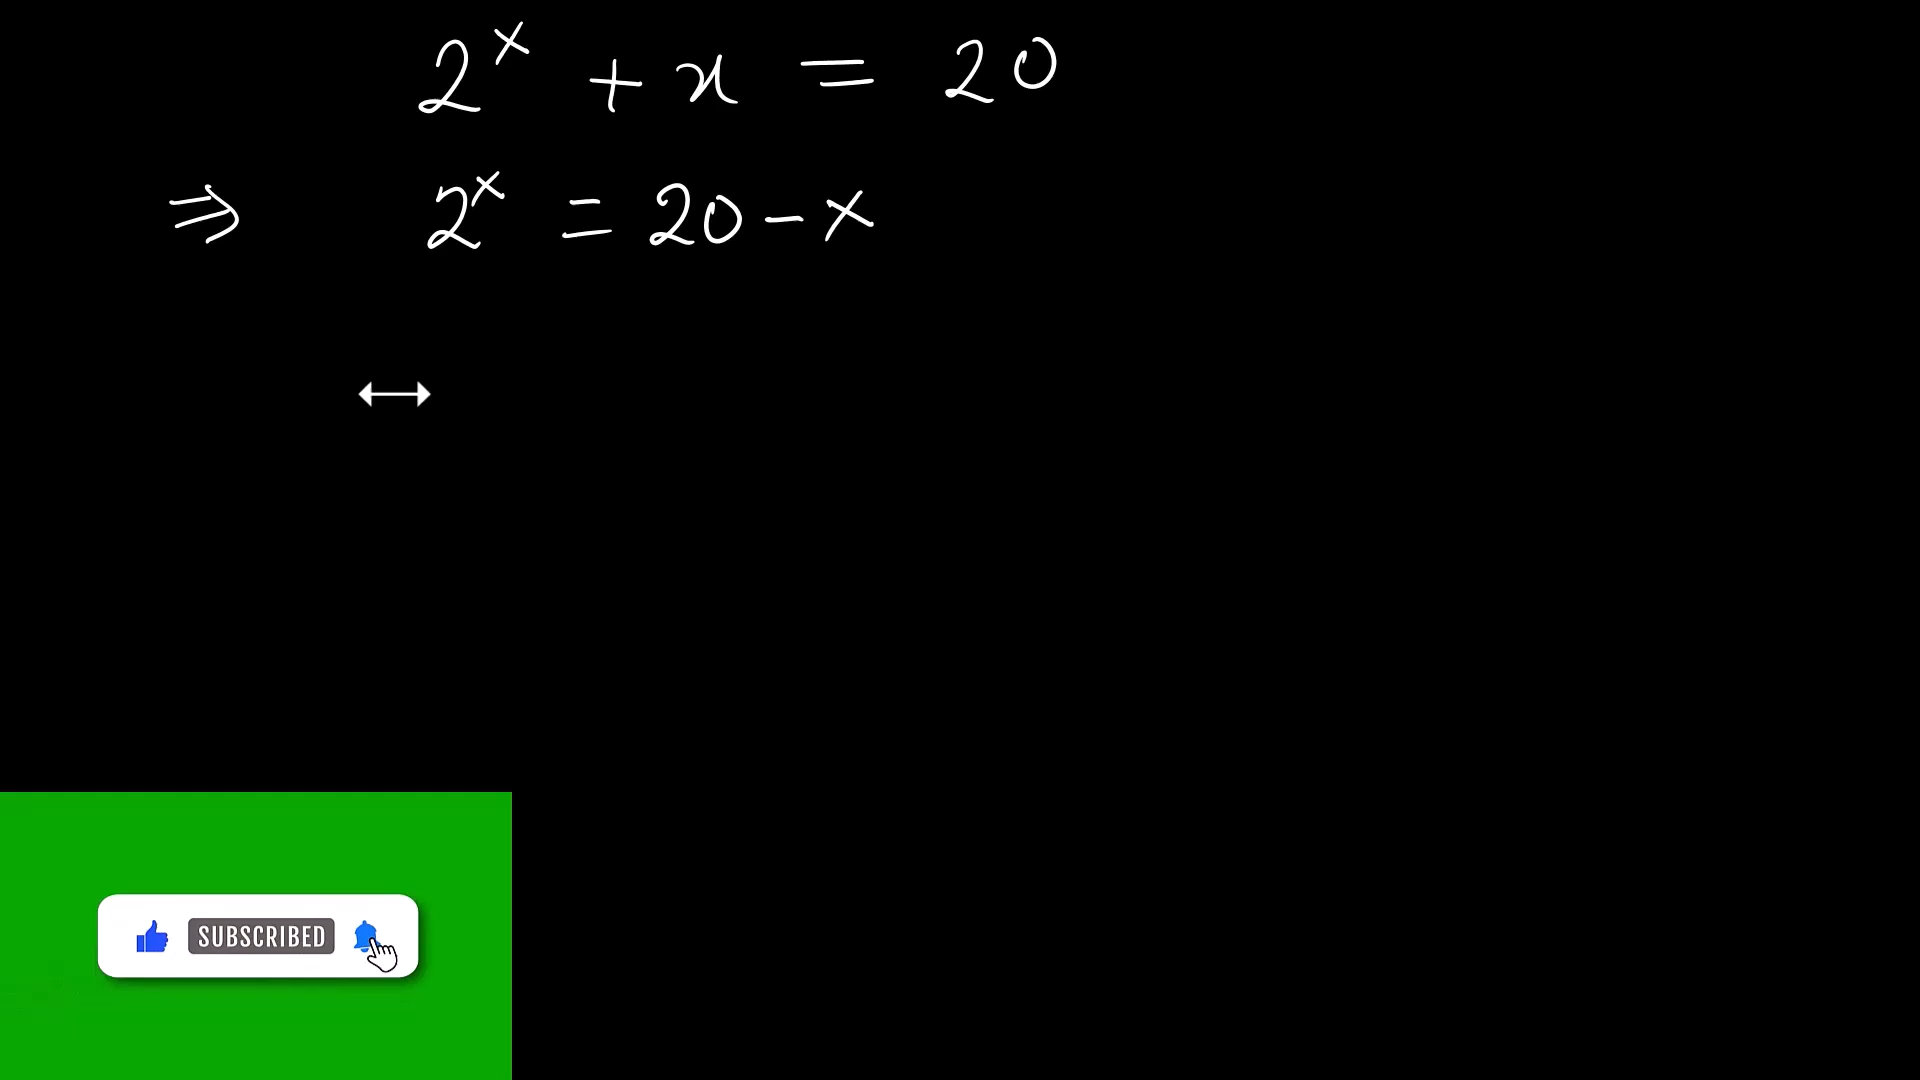 2^x + x = 20
⇒ 2^x = 20 - x
SUBSCRIBED